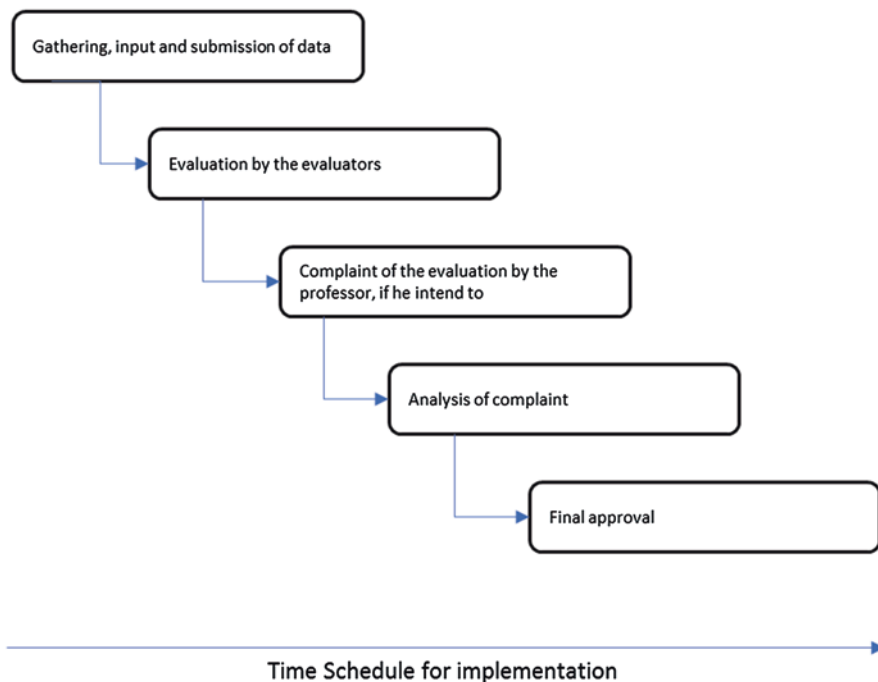 Gathering, input and submission of data
Evaluation by the evaluators
Complaint of the evaluation by the
professor, if he intend to
Analysis of complaint
Final approval
Time Schedule for implementation